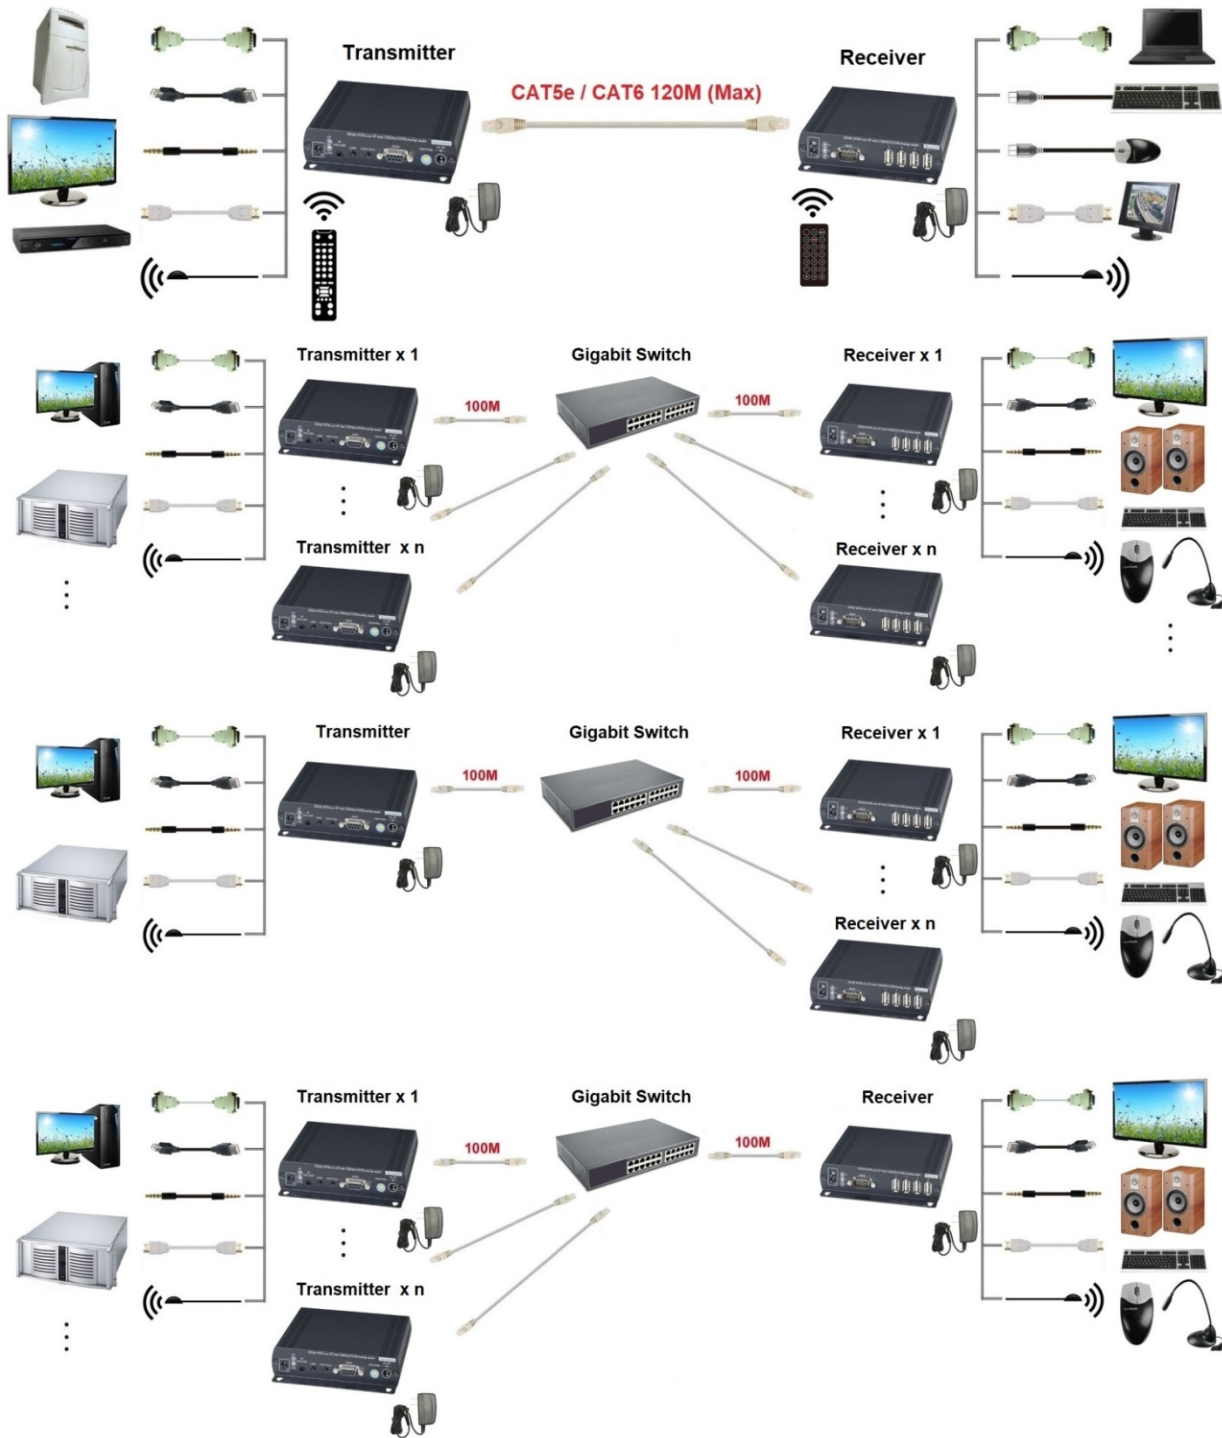 Transmitter
Receiver
CAT5e / CAT6 120M (Max)
Transmitter x 1
Gigabit Switch
Receiver x 1
100M
100M
Transmitter x n
Receiver x n
Transmitter
Gigabit Switch
Receiver x 1
100M
100M
Receiver x n
Transmitter x 1
Gigabit Switch
Receiver
100M
100M
Transmitter x n